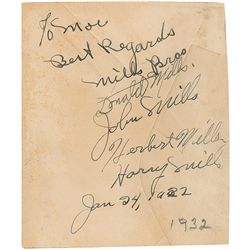 To Moe
Best Regards
Mills Bros
Donald Mills.
John Mills
Herbert Mills
Harry Mills
Jan 24, 1932
1932